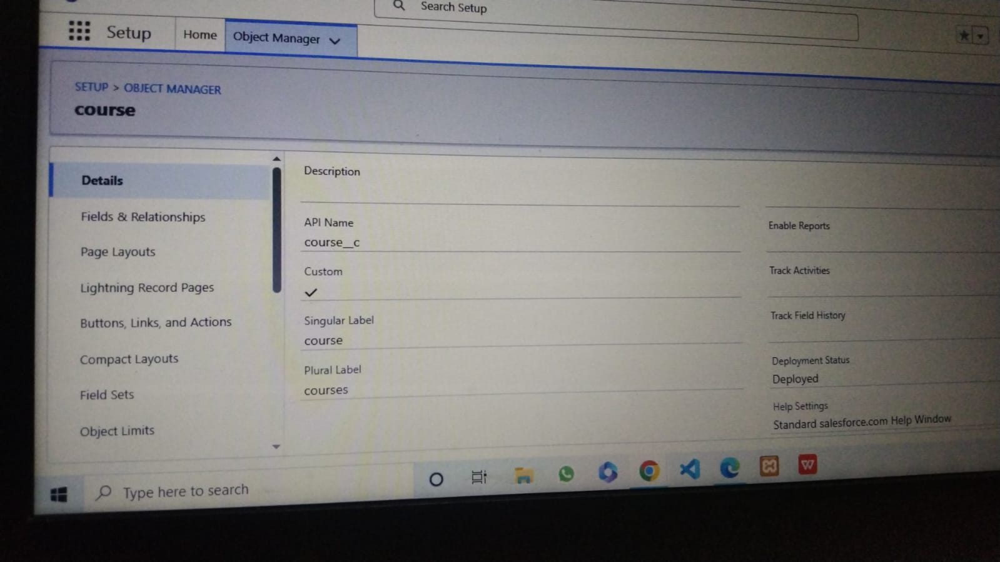 Search Setup
Setup
Home
Object Manager
SETUP > OBJECT MANAGER
course
Details
Fields & Relationships
Page Layouts
Lightning Record Pages
Buttons, Links, and Actions
Compact Layouts
Field Sets
Object Limits
Description
API Name
course__c
Custom
Singular Label
course
Plural Label
courses
Enable Reports
Track Activities
Track Field History
Deployment Status
Deployed
Help Settings
Standard salesforce.com Help Window
Type here to search
W